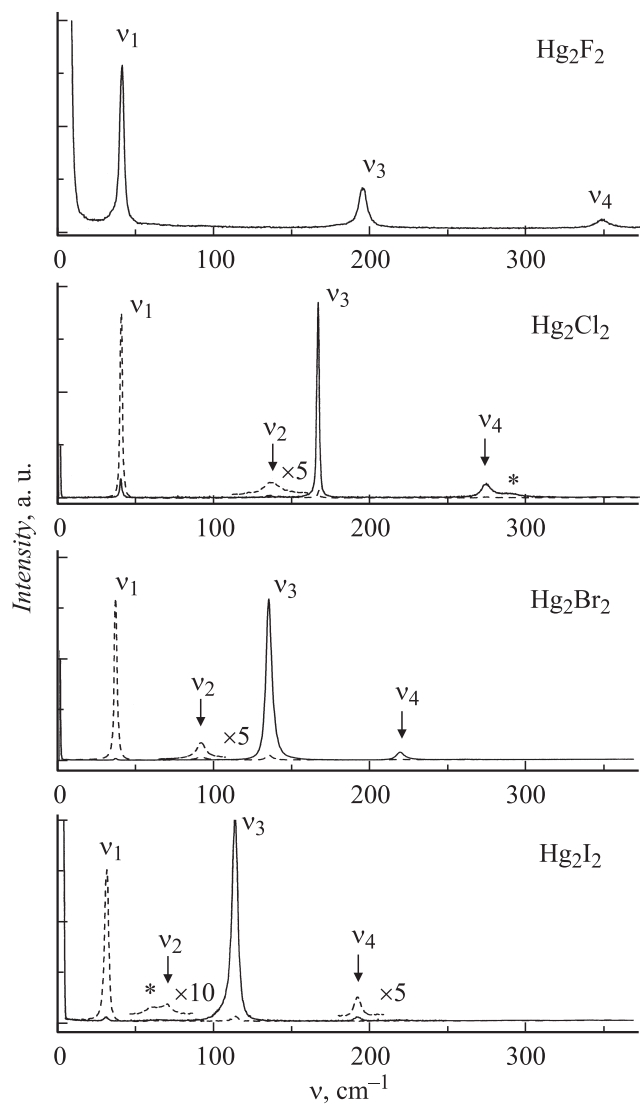 ν₁
Hg₂F₂
ν₃
ν₄
0 100 200 300
ν₁
ν₃
Hg₂Cl₂
ν₂
×5
ν₄
*
0 100 200 300
Intensity, a. u.
ν₁
ν₃
Hg₂Br₂
ν₂
×5
ν₄
0 100 200 300
ν₁
ν₃
Hg₂I₂
ν₂
* ×10
ν₄
×5
0 100 200 300
ν, cm⁻¹